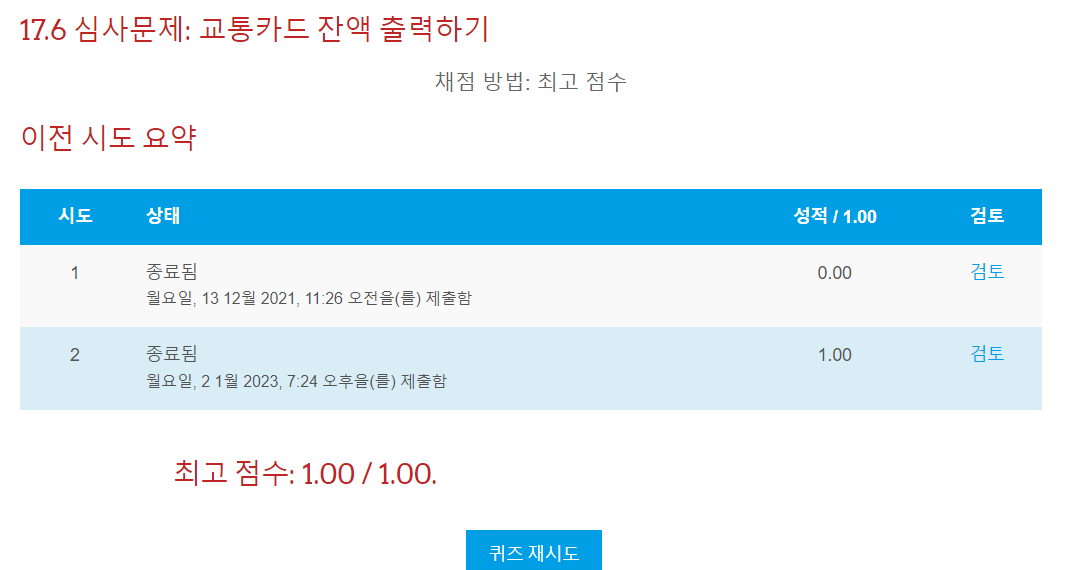 17.6 심사문제: 교통카드 잔액 출력하기
채점 방법: 최고 점수
이전 시도 요약
시도 상태 성적 / 1.00 검토
1 종료됨 0.00 검토
월요일, 13 12월 2021, 11:26 오전을(를) 제출함
2 종료됨 1.00 검토
월요일, 2 1월 2023, 7:24 오후을(를) 제출함
최고 점수: 1.00 / 1.00.
퀴즈 재시도